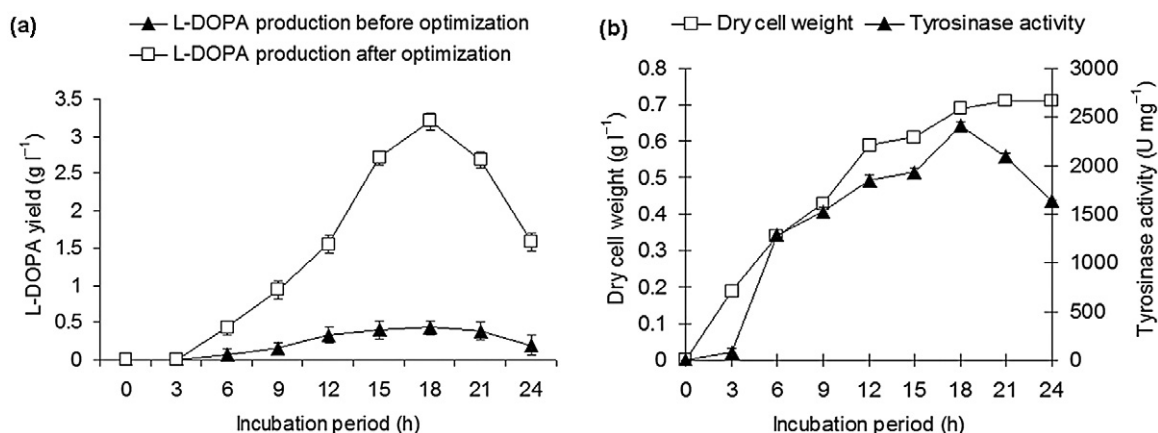 (a)
L-DOPA production before optimization
L-DOPA production after optimization
3.5
3
2.5
2
1.5
1
0.5
0
L-DOPA yield (g l⁻¹)
0 3 6 9 12 15 18 21 24
Incubation period (h)
(b)
Dry cell weight Tyrosinase activity
0.8
0.7
0.6
0.5
0.4
0.3
0.2
0.1
0
Dry cell weight (g l⁻¹)
3000
2500
2000
1500
1000
500
0
Tyrosinase activity (U mg⁻¹)
0 3 6 9 12 15 18 21 24
Incubation period (h)